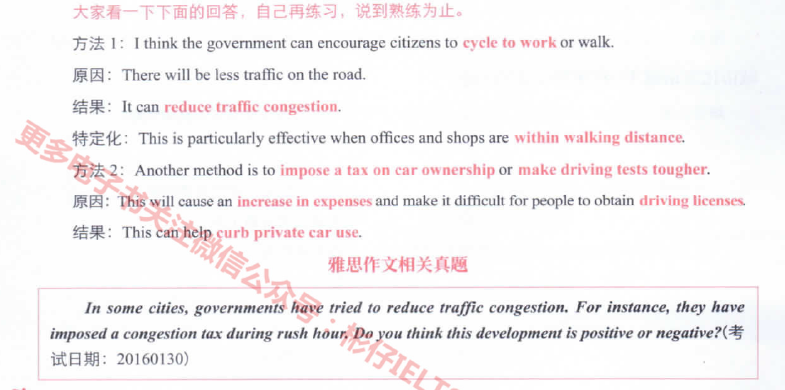 大家看一下下面的回答，自己再练习，说到熟练为止。
方法 1：I think the government can encourage citizens to cycle to work or walk.
原因：There will be less traffic on the road.
结果：It can reduce traffic congestion.
特定化：This is particularly effective when offices and shops are within walking distance.
方法 2：Another method is to impose a tax on car ownership or make driving tests tougher.
原因：This will cause an increase in expenses and make it difficult for people to obtain driving licenses.
结果：This can help curb private car use.
雅思作文相关真题
In some cities, governments have tried to reduce traffic congestion. For instance, they have
imposed a congestion tax during rush hour. Do you think this development is positive or negative?(考
试日期：20160130)
更多电子书关注微信公众号：彬仔IELTS